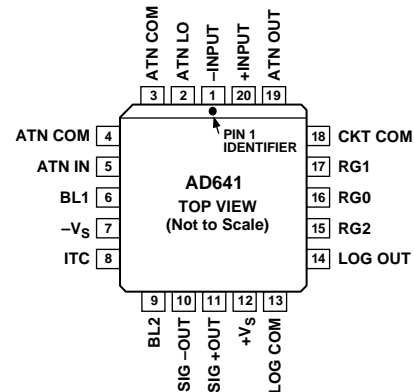 ATN COM
ATN LO
–INPUT
+INPUT
ATN OUT
3 2 1 20 19
ATN COM 4
ATN IN 5
BL1 6
–VS 7
ITC 8
PIN 1
IDENTIFIER
AD641
TOP VIEW
(Not to Scale)
18 CKT COM
17 RG1
16 RG0
15 RG2
14 LOG OUT
9 10 11 12 13
BL2
SIG –OUT
SIG +OUT
+VS
LOG COM